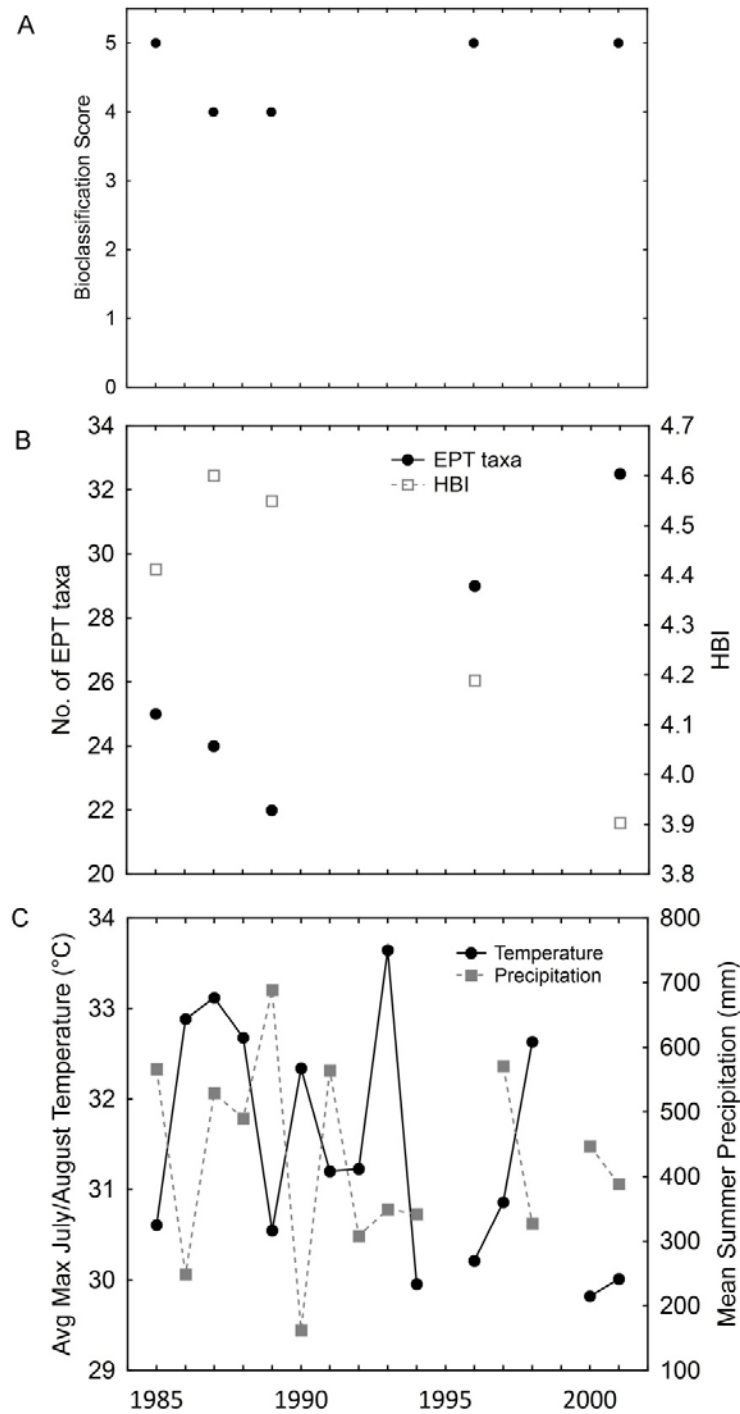 A
Bioclassification Score
5
4
3
2
1
0
B
No. of EPT taxa
34
32
30
28
26
24
22
20
EPT taxa
HBI
4.7
4.6
4.5
4.4
4.3
4.2
4.1
4.0
3.9
3.8
HBI
C
Avg Max July/August Temperature (°C)
34
33
32
31
30
29
Temperature
Precipitation
800
700
600
500
400
300
200
100
Mean Summer Precipitation (mm)
1985 1990 1995 2000